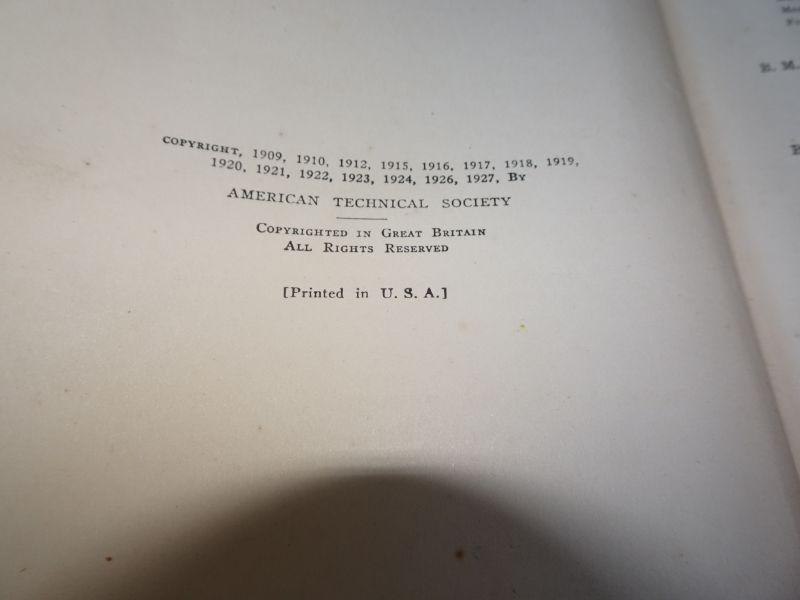 COPYRIGHT, 1909, 1910, 1912, 1915, 1916, 1917, 1918, 1919,
1920, 1921, 1922, 1923, 1924, 1926, 1927, BY
AMERICAN TECHNICAL SOCIETY
COPYRIGHTED IN GREAT BRITAIN
ALL RIGHTS RESERVED
[Printed in U. S. A.]